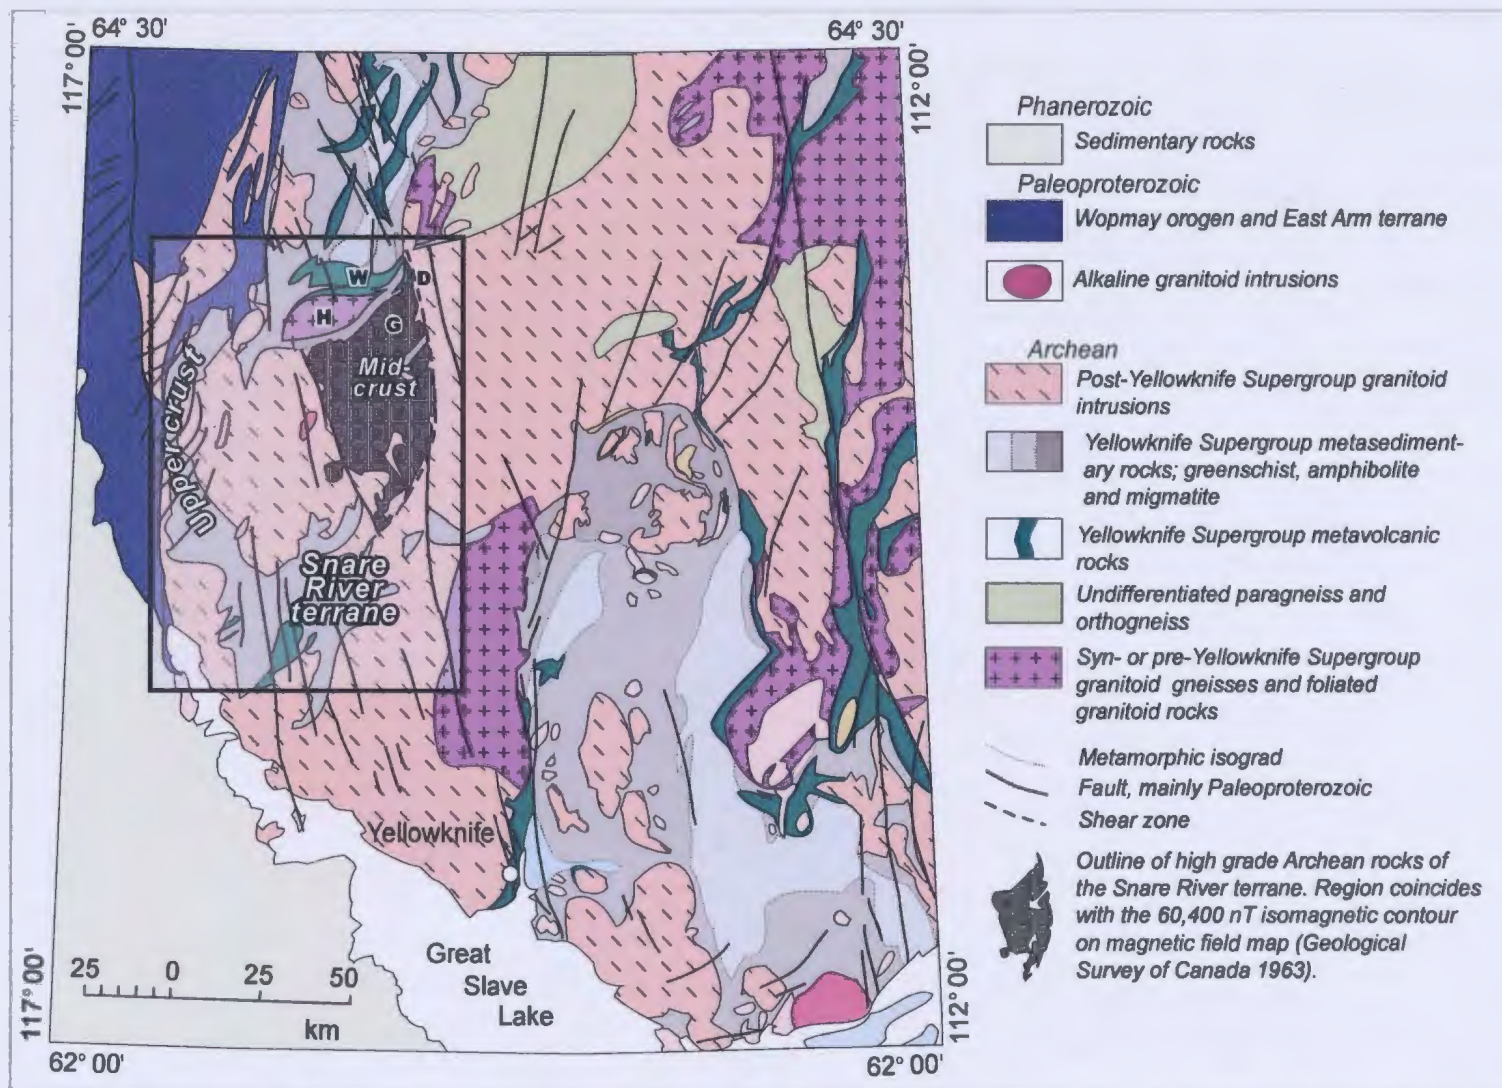 64° 30'
64° 30'
117° 00'
112° 00'
W
D
H
G
Mid-
crust
Upper crust
Snare
River
terrane
Yellowknife
Great
Slave
Lake
25 0 25 50
km
117° 00'
112° 00'
62° 00'
62° 00'
Phanerozoic
Sedimentary rocks
Paleoproterozoic
Wopmay orogen and East Arm terrane
Alkaline granitoid intrusions
Archean
Post-Yellowknife Supergroup granitoid
intrusions
Yellowknife Supergroup metasediment-
ary rocks; greenschist, amphibolite
and migmatite
Yellowknife Supergroup metavolcanic
rocks
Undifferentiated paragneiss and
orthogneiss
Syn- or pre-Yellowknife Supergroup
granitoid gneisses and foliated
granitoid rocks
Metamorphic isograd
Fault, mainly Paleoproterozoic
Shear zone
Outline of high grade Archean rocks of
the Snare River terrane. Region coincides
with the 60,400 nT isomagnetic contour
on magnetic field map (Geological
Survey of Canada 1963).